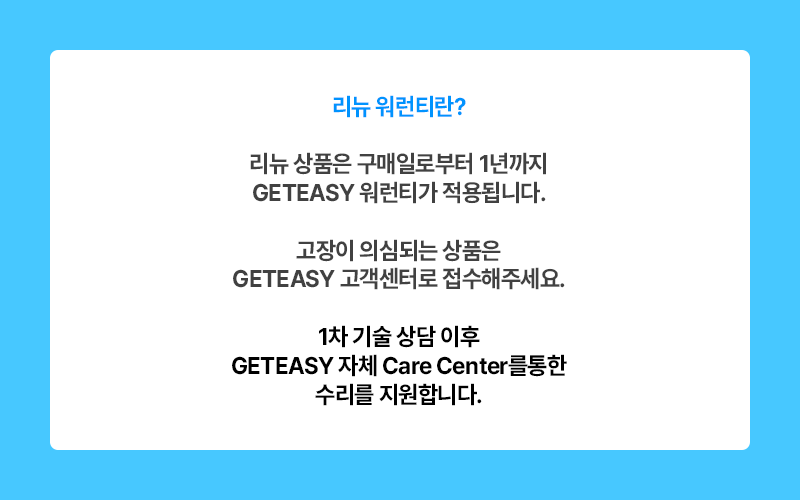 리뉴 워런티란?
리뉴 상품은 구매일로부터 1년까지
GETEASY 워런티가 적용됩니다.
고장이 의심되는 상품은
GETEASY 고객센터로 접수해주세요.
1차 기술 상담 이후
GETEASY 자체 Care Center를통한
수리를 지원합니다.